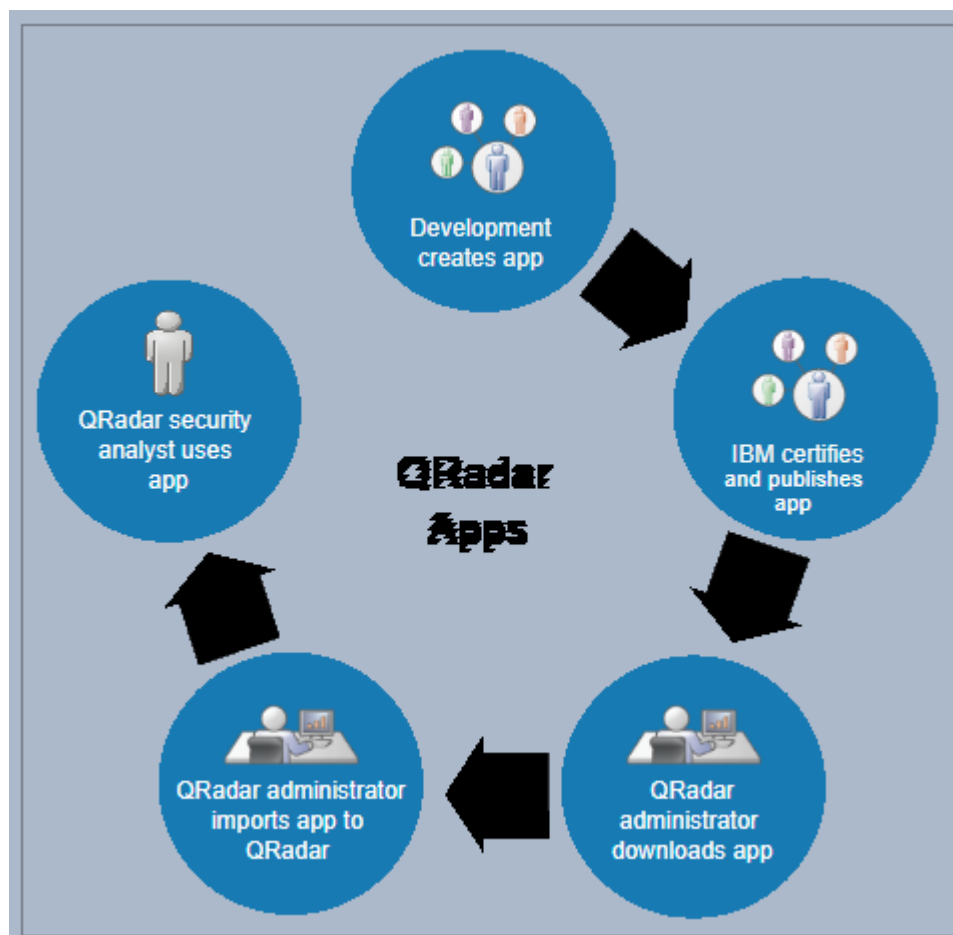 Development
creates app
IBM certifies
and publishes
app
QRadar
administrator
downloads app
QRadar administrator
imports app to
QRadar
QRadar security
analyst uses
app
QRadar
Apps